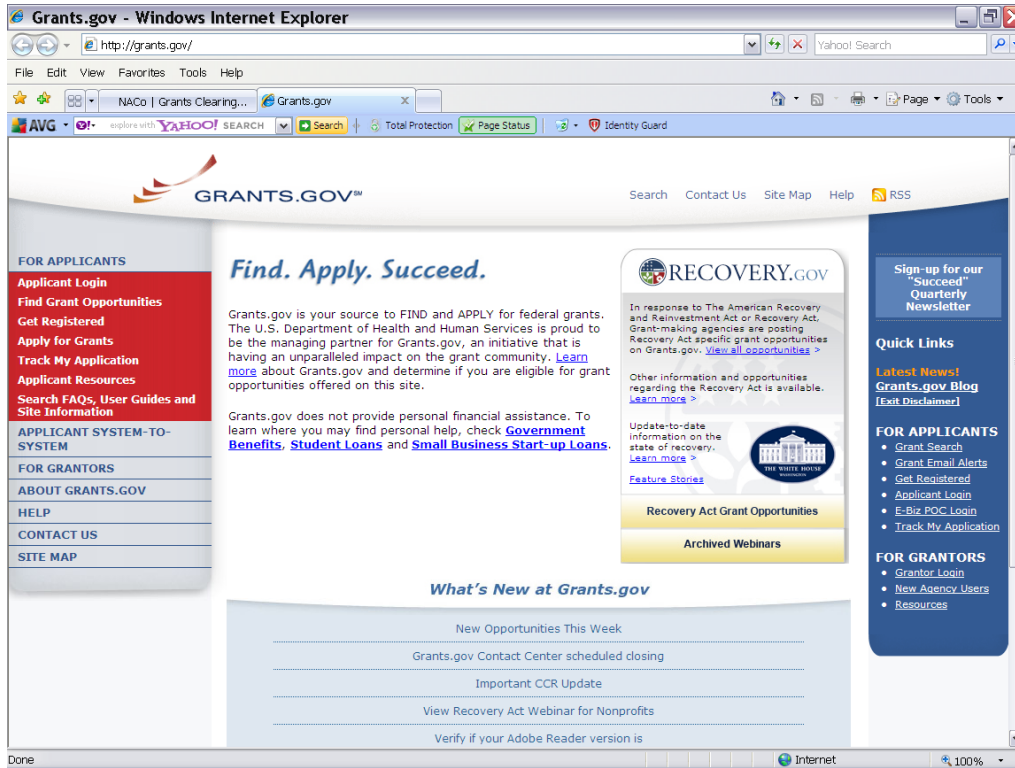 Grants.gov - Windows Internet Explorer
http://grants.gov/
Yahoo! Search
File Edit View Favorites Tools Help
NACo | Grants Clearing...
Grants.gov
Page
Tools
AVG
explore with YAHOO! SEARCH
Search
Total Protection
Page Status
Identity Guard
GRANTS.GOV℠
Search Contact Us Site Map Help RSS
FOR APPLICANTS
Applicant Login
Find Grant Opportunities
Get Registered
Apply for Grants
Track My Application
Applicant Resources
Search FAQs, User Guides and
Site Information
APPLICANT SYSTEM-TO-
SYSTEM
FOR GRANTORS
ABOUT GRANTS.GOV
HELP
CONTACT US
SITE MAP
Find. Apply. Succeed.
Grants.gov is your source to FIND and APPLY for federal grants.
The U.S. Department of Health and Human Services is proud to
be the managing partner for Grants.gov, an initiative that is
having an unparalleled impact on the grant community. Learn
more about Grants.gov and determine if you are eligible for grant
opportunities offered on this site.
Grants.gov does not provide personal financial assistance. To
learn where you may find personal help, check Government
Benefits, Student Loans and Small Business Start-up Loans.
RECOVERY.GOV
In response to The American Recovery
and Reinvestment Act or Recovery Act,
Grant-making agencies are posting
Recovery Act specific grant opportunities
on Grants.gov. View all opportunities >
Other information and opportunities
regarding the Recovery Act is available.
Learn more >
Update-to-date
information on the
state of recovery.
Learn more >
Feature Stories
THE WHITE HOUSE
WASHINGTON
Recovery Act Grant Opportunities
Archived Webinars
Sign-up for our
"Succeed"
Quarterly
Newsletter
Quick Links
Latest News!
Grants.gov Blog
[Exit Disclaimer]
FOR APPLICANTS
• Grant Search
• Grant Email Alerts
• Get Registered
• Applicant Login
• E-Biz POC Login
• Track My Application
FOR GRANTORS
• Grantor Login
• New Agency Users
• Resources
What's New at Grants.gov
New Opportunities This Week
Grants.gov Contact Center scheduled closing
Important CCR Update
View Recovery Act Webinar for Nonprofits
Verify if your Adobe Reader version is
Done
Internet
100%